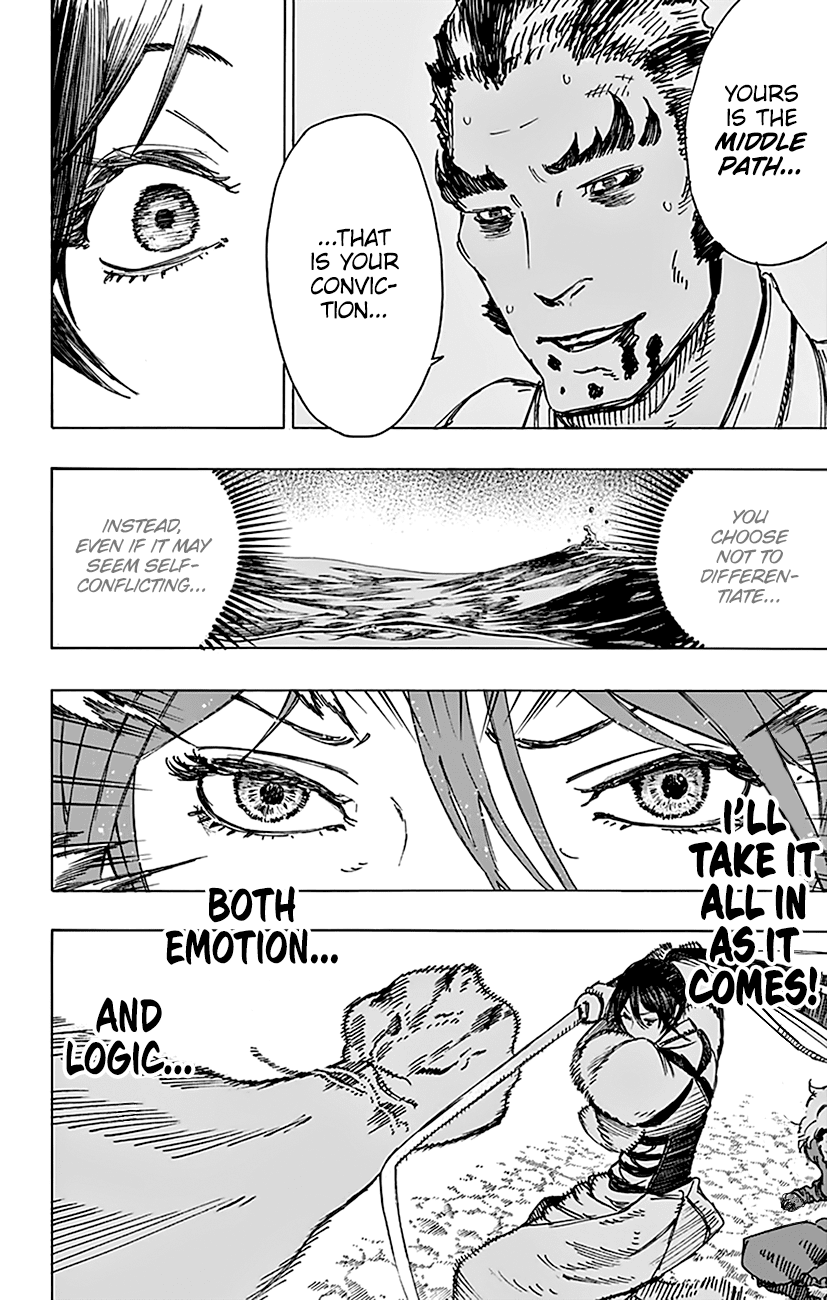 YOURS
IS THE
MIDDLE
PATH...
...THAT
IS YOUR
CONVIC-
TION...
YOU
CHOOSE
NOT TO
DIFFEREN-
TIATE...
INSTEAD,
EVEN IF IT MAY
SEEM SELF-
CONFLICTING...
I'LL
TAKE IT
ALL IN
AS IT
COMES!
BOTH
EMOTION...
AND
LOGIC...